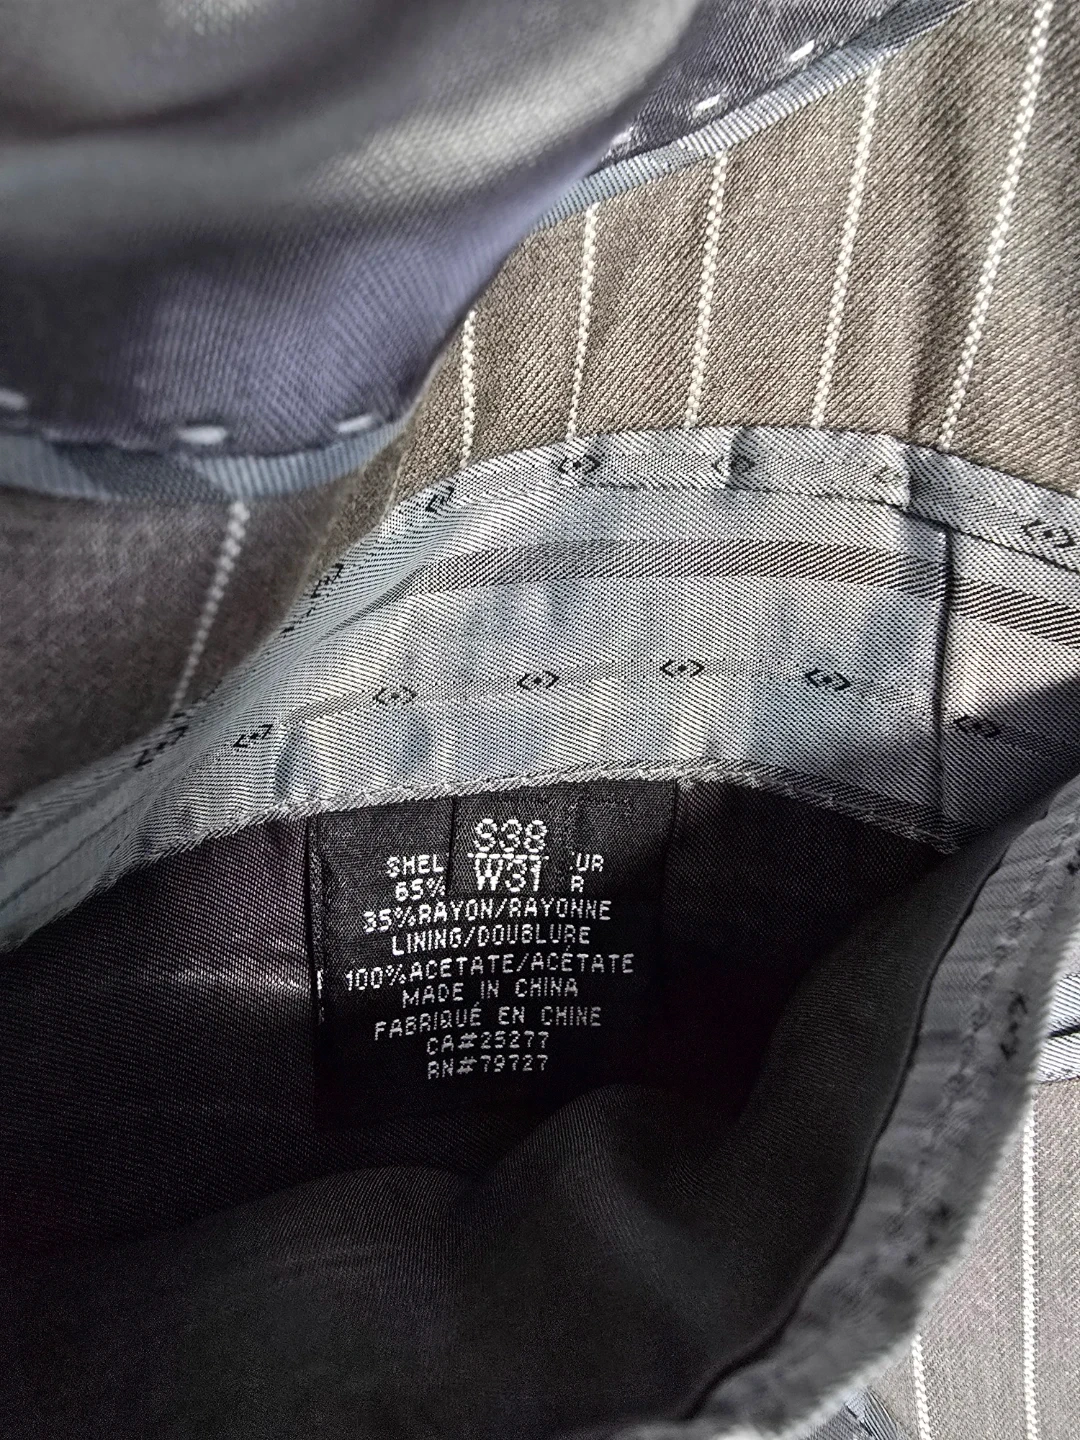 S38
W31
SHEL UR
65% R
35%RAYON/RAYONNE
LINING/DOUBLURE
100%ACETATE/ACÉTATE
MADE IN CHINA
FABRIQUÉ EN CHINE
CA#25277
RN#79727